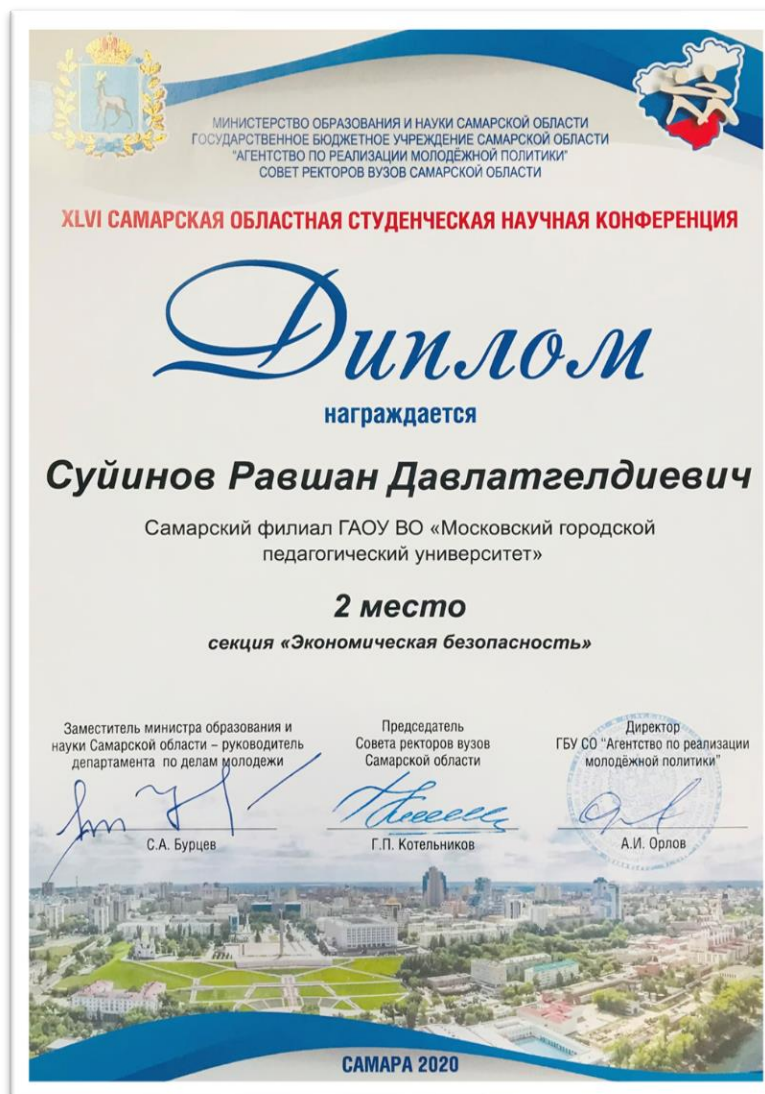 МИНИСТЕРСТВО ОБРАЗОВАНИЯ И НАУКИ САМАРСКОЙ ОБЛАСТИ
ГОСУДАРСТВЕННОЕ БЮДЖЕТНОЕ УЧРЕЖДЕНИЕ САМАРСКОЙ ОБЛАСТИ
"АГЕНТСТВО ПО РЕАЛИЗАЦИИ МОЛОДЁЖНОЙ ПОЛИТИКИ"
СОВЕТ РЕКТОРОВ ВУЗОВ САМАРСКОЙ ОБЛАСТИ
XLVI САМАРСКАЯ ОБЛАСТНАЯ СТУДЕНЧЕСКАЯ НАУЧНАЯ КОНФЕРЕНЦИЯ
Диплом
награждается
Суйинов Равшан Давлатгелдиевич
Самарский филиал ГАОУ ВО «Московский городской
педагогический университет»
2 место
секция «Экономическая безопасность»
Заместитель министра образования и
науки Самарской области – руководитель
департамента по делам молодежи
С.А. Бурцев
Председатель
Совета ректоров вузов
Самарской области
Г.П. Котельников
Директор
ГБУ СО "Агентство по реализации
молодёжной политики"
А.И. Орлов
САМАРА 2020